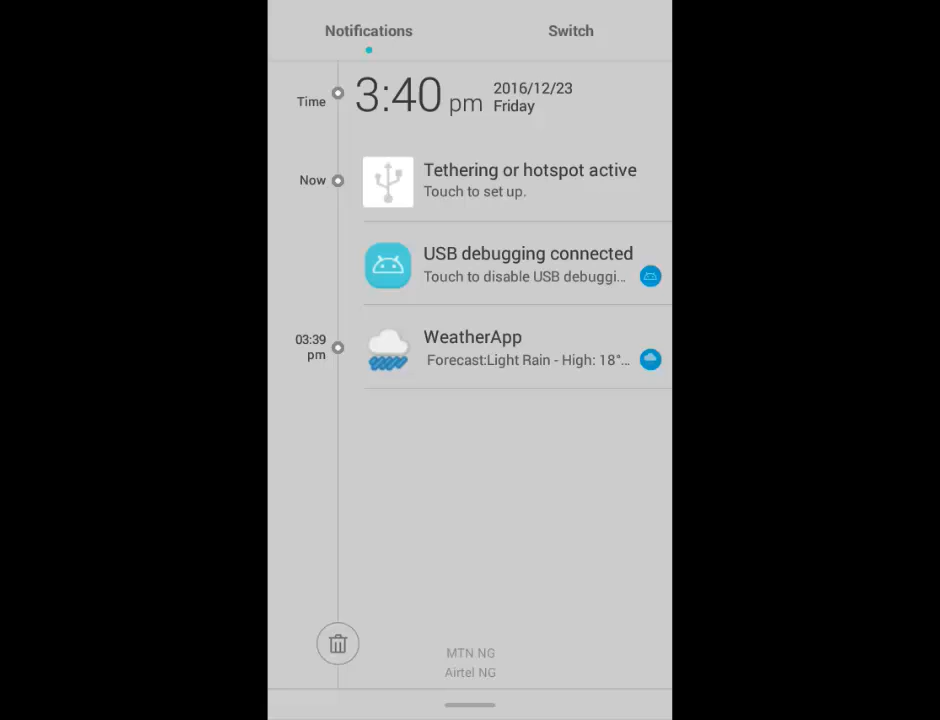 Notifications
Switch
Time
3:40 pm
2016/12/23
Friday
Now
Tethering or hotspot active
Touch to set up.
USB debugging connected
Touch to disable USB debuggi...
03:39
pm
WeatherApp
Forecast:Light Rain - High: 18°...
MTN NG
Airtel NG